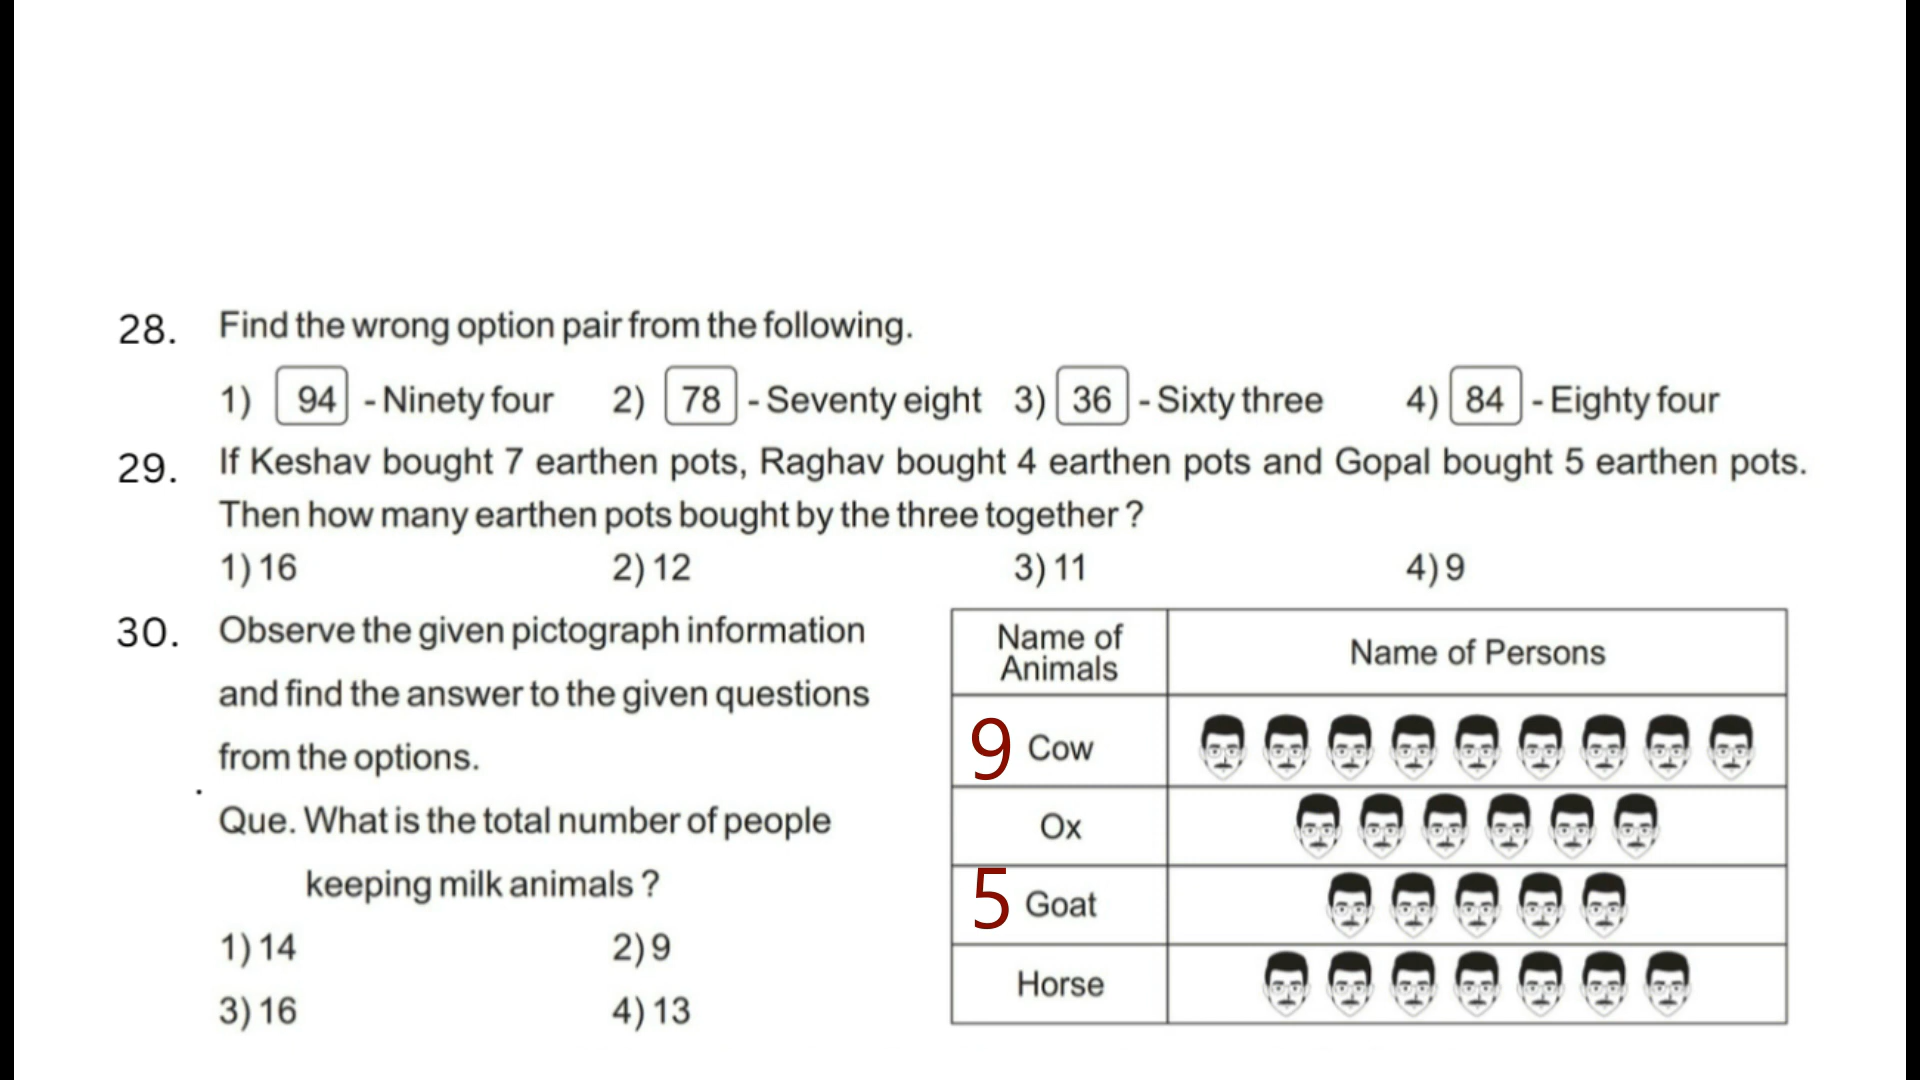 28. Find the wrong option pair from the following.
1) 94 - Ninety four 2) 78 - Seventy eight 3) 36 - Sixty three 4) 84 - Eighty four
29. If Keshav bought 7 earthen pots, Raghav bought 4 earthen pots and Gopal bought 5 earthen pots.
Then how many earthen pots bought by the three together ?
1) 16 2) 12 3) 11 4) 9
30. Observe the given pictograph information
and find the answer to the given questions
from the options.
Que. What is the total number of people
keeping milk animals ?
1) 14 2) 9
3) 16 4) 13
Name of Animals Name of Persons
9 Cow
Ox
5 Goat
Horse